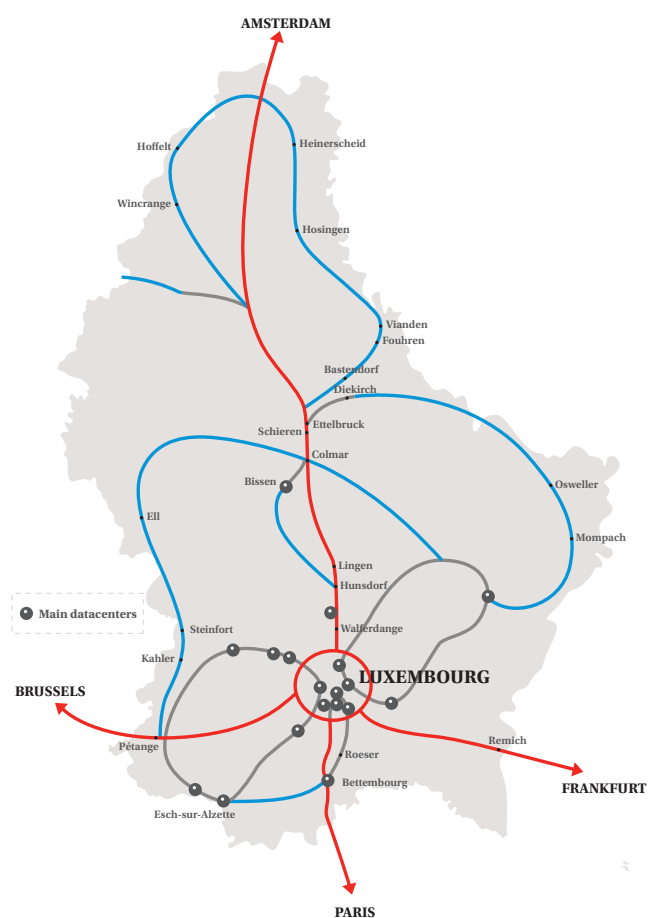 AMSTERDAM
Hoffelt
Heinerscheid
Wincrange
Hosingen
Vianden
Fouhren
Bastendorf
Diekirch
Ettelbruck
Schieren
Colmar
Bissen
Osweller
Ell
Mompach
Lingen
Hunsdorf
Main datacenters
Steinfort
Walferdange
Kahler
LUXEMBOURG
BRUSSELS
Pétange
Remich
Roeser
Bettembourg
FRANKFURT
Esch-sur-Alzette
PARIS